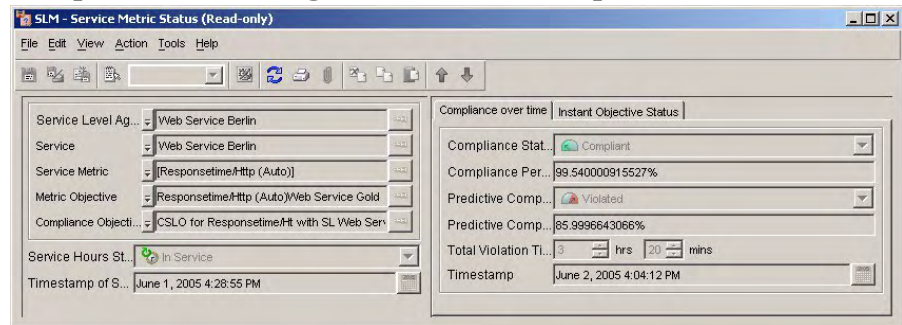 SLM - Service Metric Status (Read-only)
File Edit View Action Tools Help
Service Level Ag... Web Service Berlin
Service Web Service Berlin
Service Metric [Responsetime/Http (Auto)]
Metric Objective Responsetime/Http (Auto)/Web Service Gold
Compliance Objecti... CSLO for Responsetime/Ht with SL Web Serv
Service Hours St... In Service
Timestamp of S... June 1, 2005 4:28:55 PM
Compliance over time Instant Objective Status
Compliance Stat... Compliant
Compliance Per... 99.540000915527%
Predictive Comp... Violated
Predictive Comp... 85.9996643066%
Total Violation Ti... 3 hrs 20 mins
Timestamp June 2, 2005 4:04:12 PM